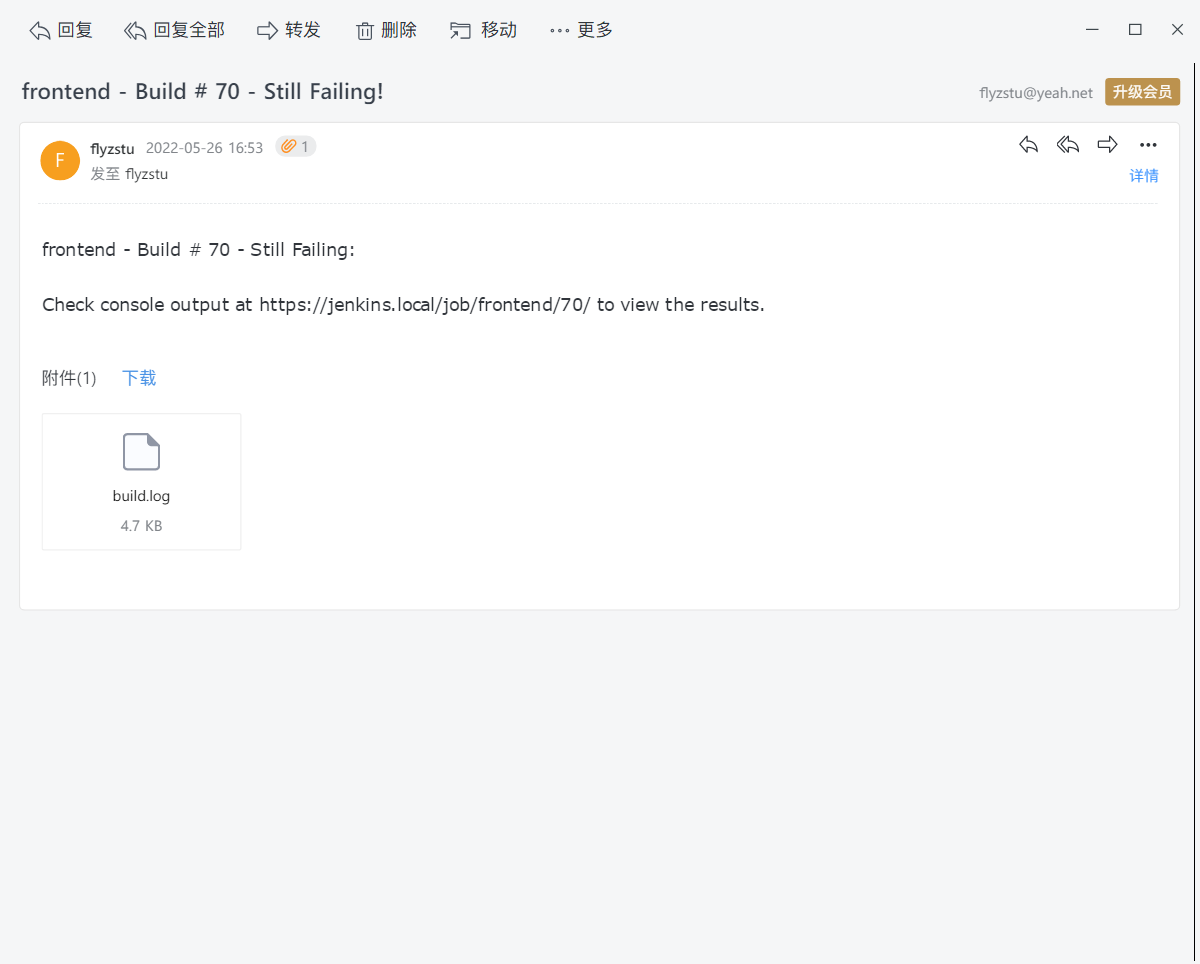 回复 回复全部 转发 删除 移动 更多
frontend - Build # 70 - Still Failing!
flyzstu@yeah.net 升级会员
F
flyzstu 2022-05-26 16:53 1
发至 flyzstu
详情
frontend - Build # 70 - Still Failing:
Check console output at https://jenkins.local/job/frontend/70/ to view the results.
附件(1) 下载
build.log
4.7 KB